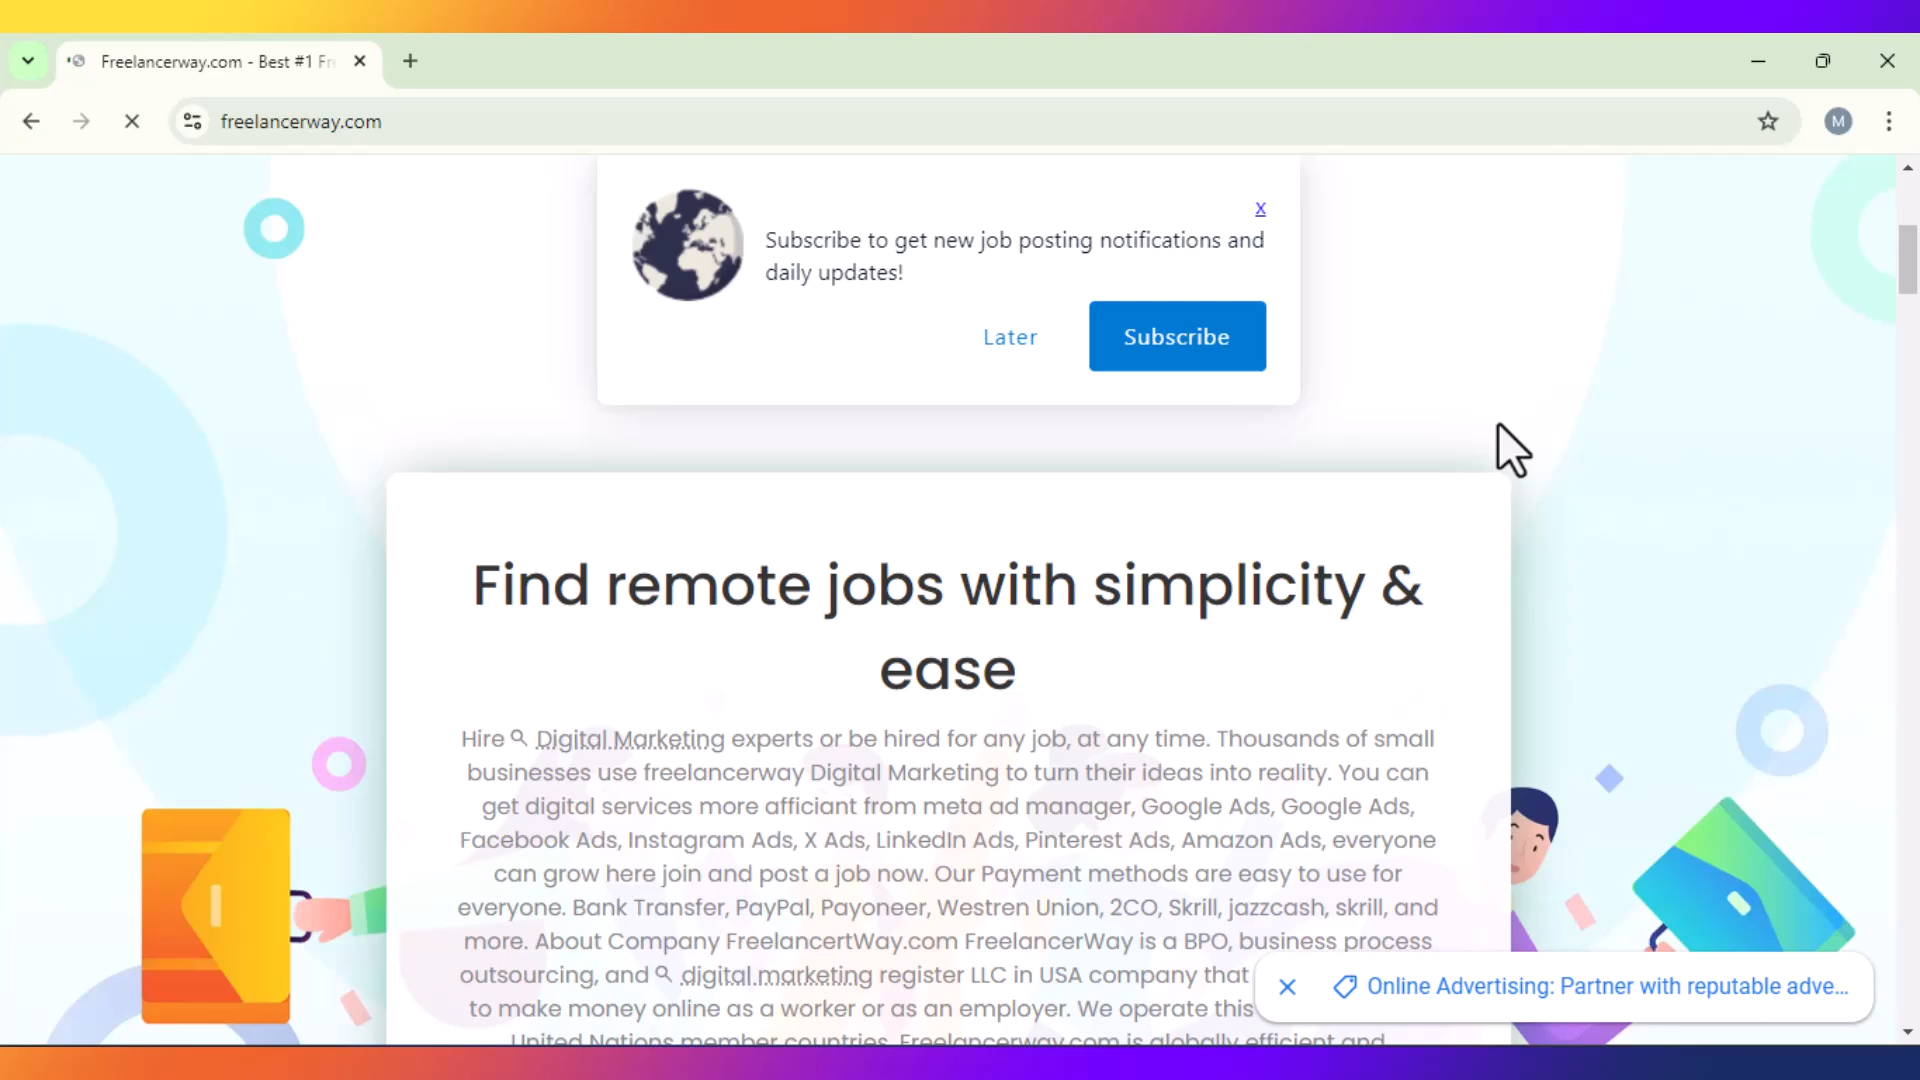 Freelancerway.com - Best #1 Fr
freelancerway.com
M
x
Subscribe to get new job posting notifications and
daily updates!
Later
Subscribe
Find remote jobs with simplicity &
ease
Hire Digital Marketing experts or be hired for any job, at any time. Thousands of small
businesses use freelancerway Digital Marketing to turn their ideas into reality. You can
get digital services more afficiant from meta ad manager, Google Ads, Google Ads,
Facebook Ads, Instagram Ads, X Ads, LinkedIn Ads, Pinterest Ads, Amazon Ads, everyone
can grow here join and post a job now. Our Payment methods are easy to use for
everyone. Bank Transfer, PayPal, Payoneer, Westren Union, 2CO, Skrill, jazzcash, skrill, and
more. About Company FreelancertWay.com FreelancerWay is a BPO, business process
outsourcing, and digital marketing register LLC in USA company that
to make money online as a worker or as an employer. We operate this
United Nations member countries. Freelancerway.com is globally efficient and
Online Advertising: Partner with reputable adve...